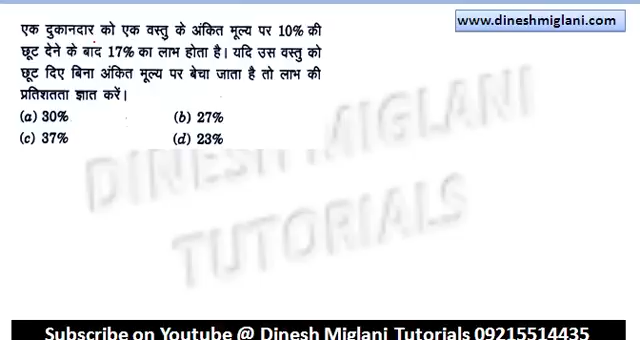 www.dineshmiglani.com
एक दुकानदार को एक वस्तु के अंकित मूल्य पर 10% की
छूट देने के बाद 17% का लाभ होता है। यदि उस वस्तु को
छूट दिए बिना अंकित मूल्य पर बेचा जाता है तो लाभ की
प्रतिशतता ज्ञात करें।
(a) 30% (b) 27%
(c) 37% (d) 23%
DINESH MIGLANI
TUTORIALS
Subscribe on Youtube @ Dinesh Miglani Tutorials 09215514435